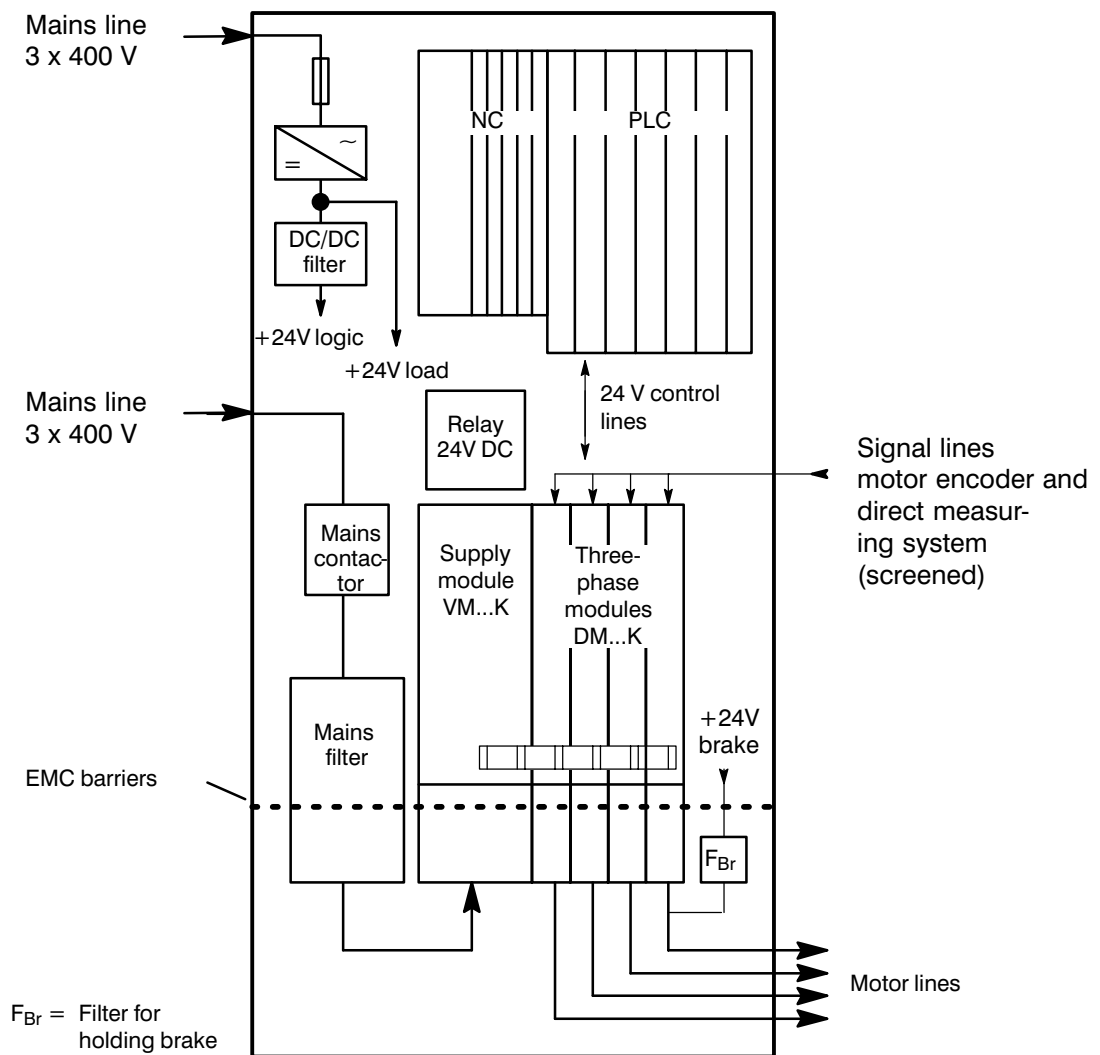 Mains line
3 x 400 V
NC
PLC
~
=
DC/DC
filter
+24V logic
+24V load
24 V control
lines
Mains line
3 x 400 V
Relay
24V DC
Signal lines
motor encoder and
direct measur-
ing system
(screened)
Mains
contac-
tor
Supply
module
VM...K
Three-
phase
modules
DM...K
Mains
filter
+24V
brake
EMC barriers
FBr
Motor lines
FBr = Filter for
holding brake